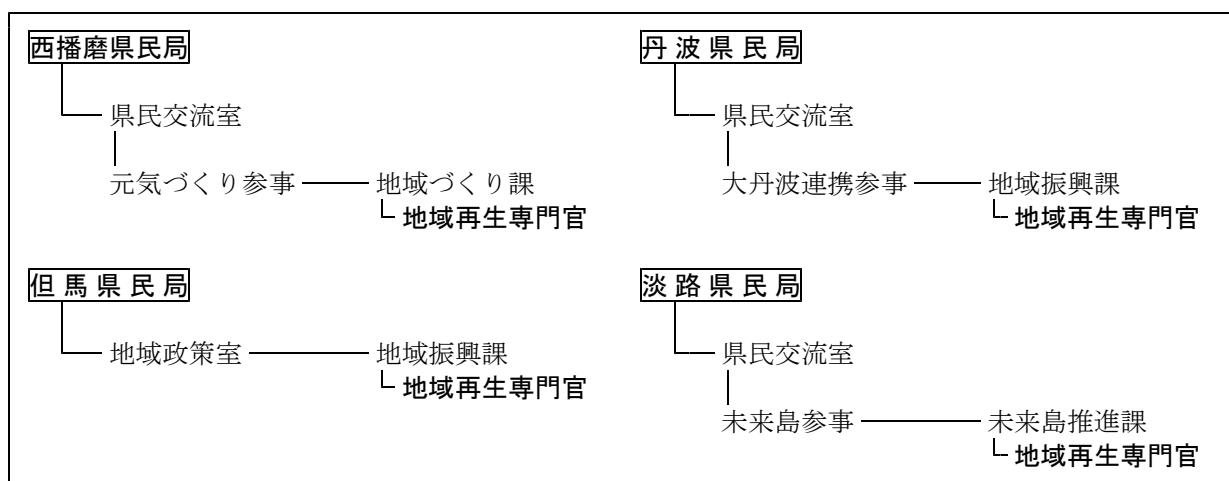 西播磨県民局
県民交流室
元気づくり参事 地域づくり課
地域再生専門官
丹波県民局
県民交流室
大丹波連携参事 地域振興課
地域再生専門官
但馬県民局
地域政策室 地域振興課
地域再生専門官
淡路県民局
県民交流室
未来島参事 未来島推進課
地域再生専門官